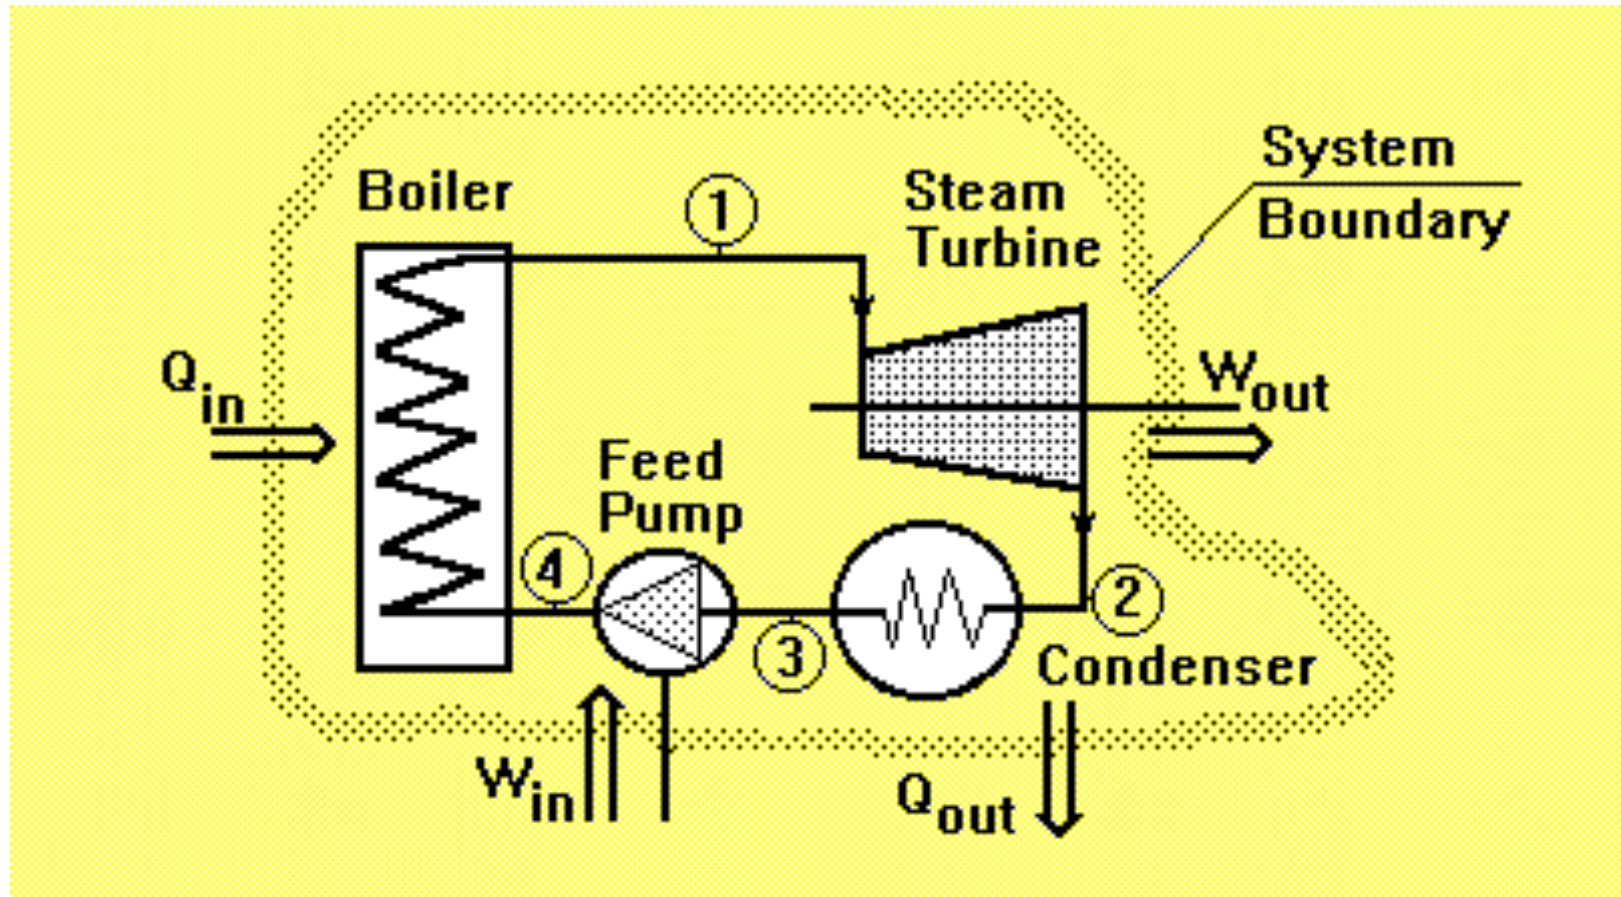 Boiler
1
Steam
Turbine
System
Boundary
Qin
Wout
Feed
Pump
4
3
2
Condenser
Win
Qout